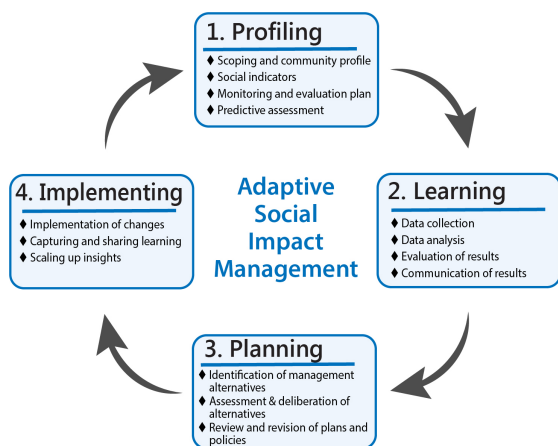 1. Profiling
♦ Scoping and community profile
♦ Social indicators
♦ Monitoring and evaluation plan
♦ Predictive assessment
Adaptive
Social
Impact
Management
2. Learning
♦ Data collection
♦ Data analysis
♦ Evaluation of results
♦ Communication of results
3. Planning
♦ Identification of management
alternatives
♦ Assessment & deliberation of
alternatives
♦ Review and revision of plans and
policies
4. Implementing
♦ Implementation of changes
♦ Capturing and sharing learning
♦ Scaling up insights